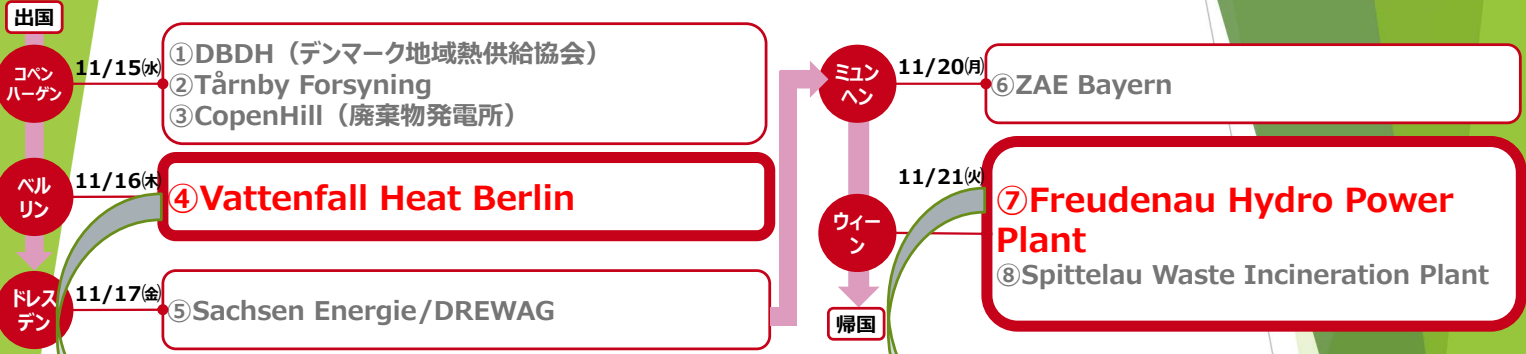 出国
コペン
ハーゲン
11/15㈬
①DBDH（デンマーク地域熱供給協会）
②Tårnby Forsyning
③CopenHill（廃棄物発電所）
ベル
リン
11/16㈭
④Vattenfall Heat Berlin
ドレス
デン
11/17㈮
⑤Sachsen Energie/DREWAG
ミュン
ヘン
11/20㈪
⑥ZAE Bayern
ウィー
ン
11/21㈫
⑦Freudenau Hydro Power
Plant
⑧Spittelau Waste Incineration Plant
帰国